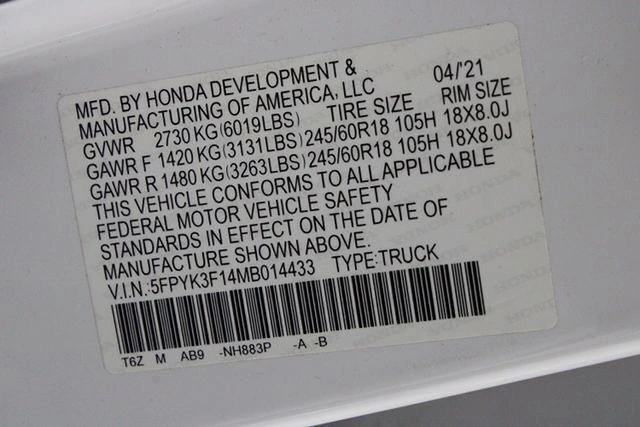 MFD. BY HONDA DEVELOPMENT & 04/'21
MANUFACTURING OF AMERICA, LLC
GVWR 2730 KG(6019LBS) TIRE SIZE RIM SIZE
GAWR F 1420 KG(3131LBS) 245/60R18 105H 18X8.0J
GAWR R 1480 KG(3263LBS) 245/60R18 105H 18X8.0J
THIS VEHICLE CONFORMS TO ALL APPLICABLE
FEDERAL MOTOR VEHICLE SAFETY
STANDARDS IN EFFECT ON THE DATE OF
MANUFACTURE SHOWN ABOVE.
V.I.N.:5FPYK3F14MB014433 TYPE:TRUCK
T6Z M AB9 -NH883P -A -B